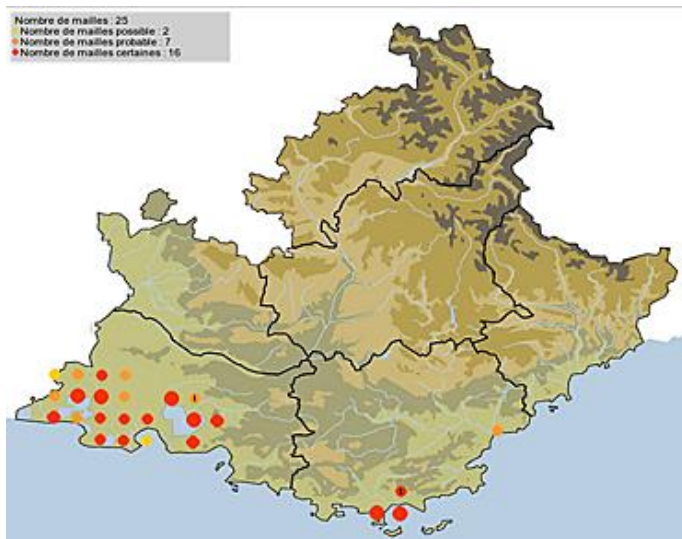 Nombre de mailles : 25
Nombre de mailles possible : 2
Nombre de mailles probable : 7
Nombre de mailles certaines : 16